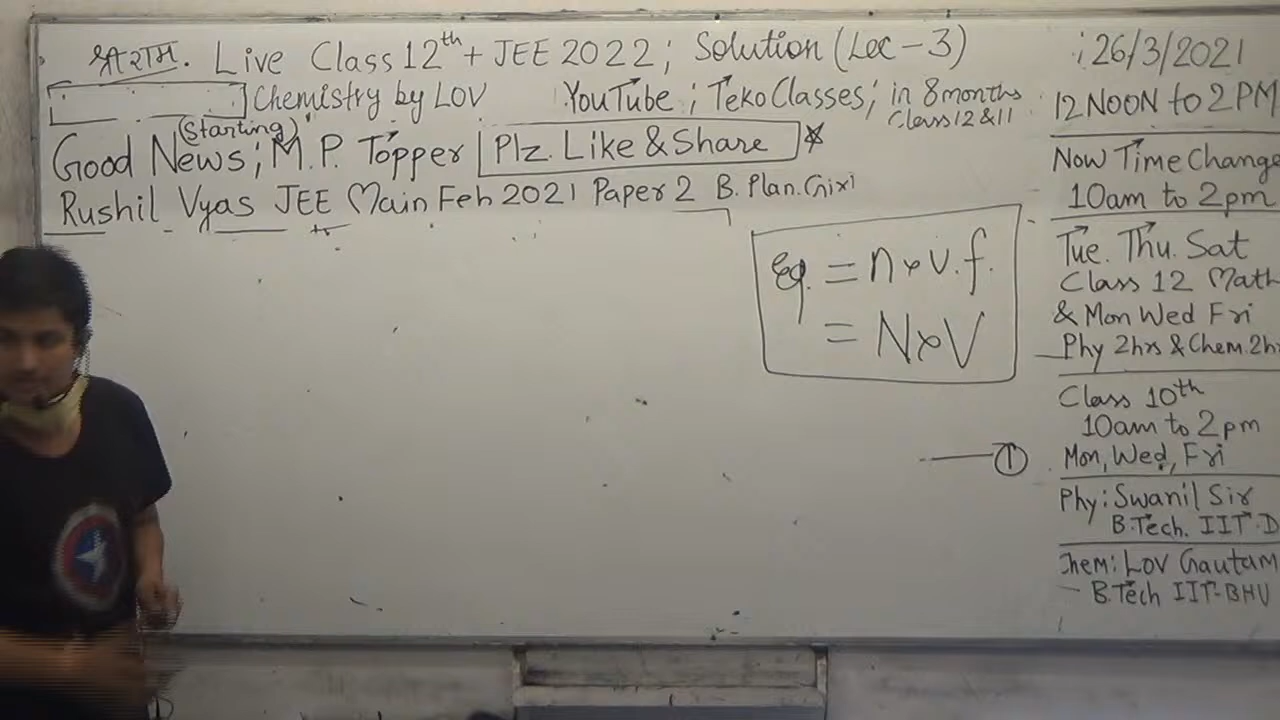 श्री राम. Live Class 12th + JEE 2022 ; Solution (Lec - 3)
Chemistry by LOV YouTube ; TekoClasses ; in 8 months
Class 12 & 11
(Starting)
Good News ; M.P. Topper Plz. Like & Share
Rushil Vyas JEE Main Feb 2021 Paper 2 B. Plan.
Eq. = n × v.f.
= N × V
①
26/3/2021
12 NOON to 2 PM
Now Time Change
10am to 2pm
Tue. Thu. Sat
Class 12 Math
& Mon Wed Fri
Phy 2hrs & Chem. 2h
Class 10th
10am to 2pm
Mon, Wed, Fri
Phy : Swanil Sir
B.Tech. IIT-D
Chem : LOV Gautam
B.Tech IIT-BHU